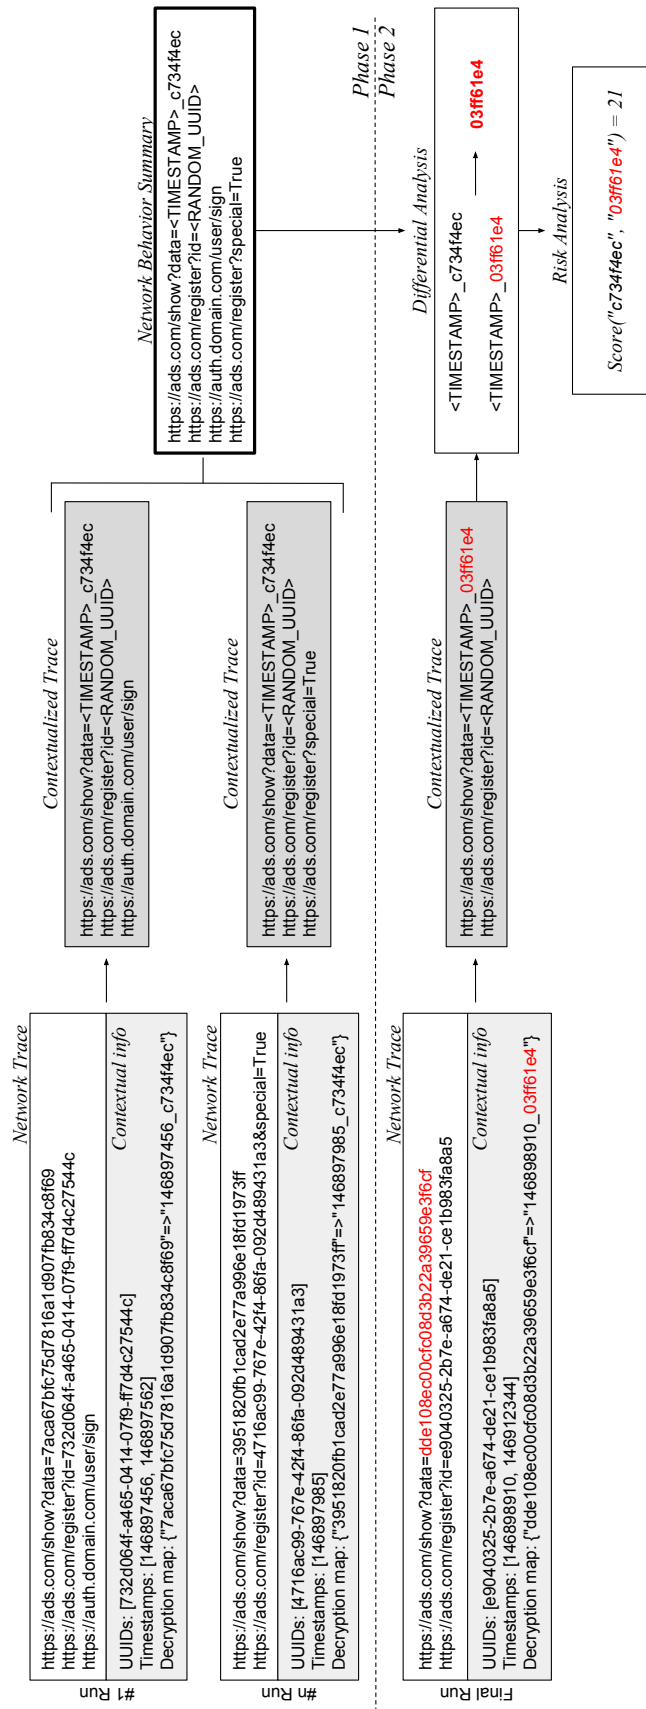 #1 Run
Network Trace
https://ads.com/show?data=7aca67bfc75d7816a1d907fb834c8f69
https://ads.com/register?id=732d064f-a465-0414-07f9-ff7d4c27544c
https://auth.domain.com/user/sign
Contextual info
UUIDs: [732d064f-a465-0414-07f9-ff7d4c27544c]
Timestamps: [146897456, 146897562]
Decryption map: {"7aca67bfc75d7816a1d907fb834c8f69"=>"146897456_c734f4ec"}
Contextualized Trace
https://ads.com/show?data=<TIMESTAMP>_c734f4ec
https://ads.com/register?id=<RANDOM_UUID>
https://auth.domain.com/user/sign
#n Run
Network Trace
https://ads.com/show?data=3951820fb1cad2e77a996e18fd1973ff
https://ads.com/register?id=4716ac99-767e-42f4-86fa-092d489431a3&special=True
Contextual info
UUIDs: [4716ac99-767e-42f4-86fa-092d489431a3]
Timestamps: [146897985]
Decryption map: {"3951820fb1cad2e77a996e18fd1973ff"=>"146897985_c734f4ec"}
Contextualized Trace
https://ads.com/show?data=<TIMESTAMP>_c734f4ec
https://ads.com/register?id=<RANDOM_UUID>
https://ads.com/register?special=True
Network Behavior Summary
https://ads.com/show?data=<TIMESTAMP>_c734f4ec
https://ads.com/register?id=<RANDOM_UUID>
https://auth.domain.com/user/sign
https://ads.com/register?special=True
Phase 1
Phase 2
Final Run
Network Trace
https://ads.com/show?data=dde108ec00cfc08d3b22a39659e3f6cf
https://ads.com/register?id=e9040325-2b7e-a674-de21-ce1b983fa8a5
Contextual info
UUIDs: [e9040325-2b7e-a674-de21-ce1b983fa8a5]
Timestamps: [146898910, 146912344]
Decryption map: {"dde108ec00cfc08d3b22a39659e3f6cf"=>"146898910_03ff61e4"}
Contextualized Trace
https://ads.com/show?data=<TIMESTAMP>_03ff61e4
https://ads.com/register?id=<RANDOM_UUID>
Differential Analysis
<TIMESTAMP>_c734f4ec
<TIMESTAMP>_03ff61e4
03ff61e4
Risk Analysis
Score("c734f4ec", "03ff61e4") = 21